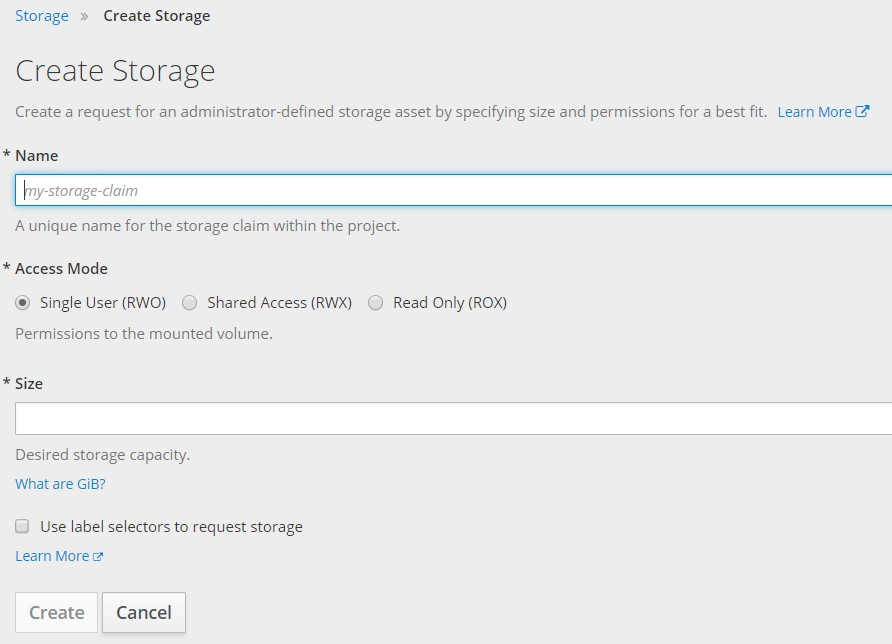 Storage » Create Storage
Create Storage
Create a request for an administrator-defined storage asset by specifying size and permissions for a best fit. Learn More
* Name
my-storage-claim
A unique name for the storage claim within the project.
* Access Mode
Single User (RWO) Shared Access (RWX) Read Only (ROX)
Permissions to the mounted volume.
* Size
Desired storage capacity.
What are GiB?
Use label selectors to request storage
Learn More
Create Cancel